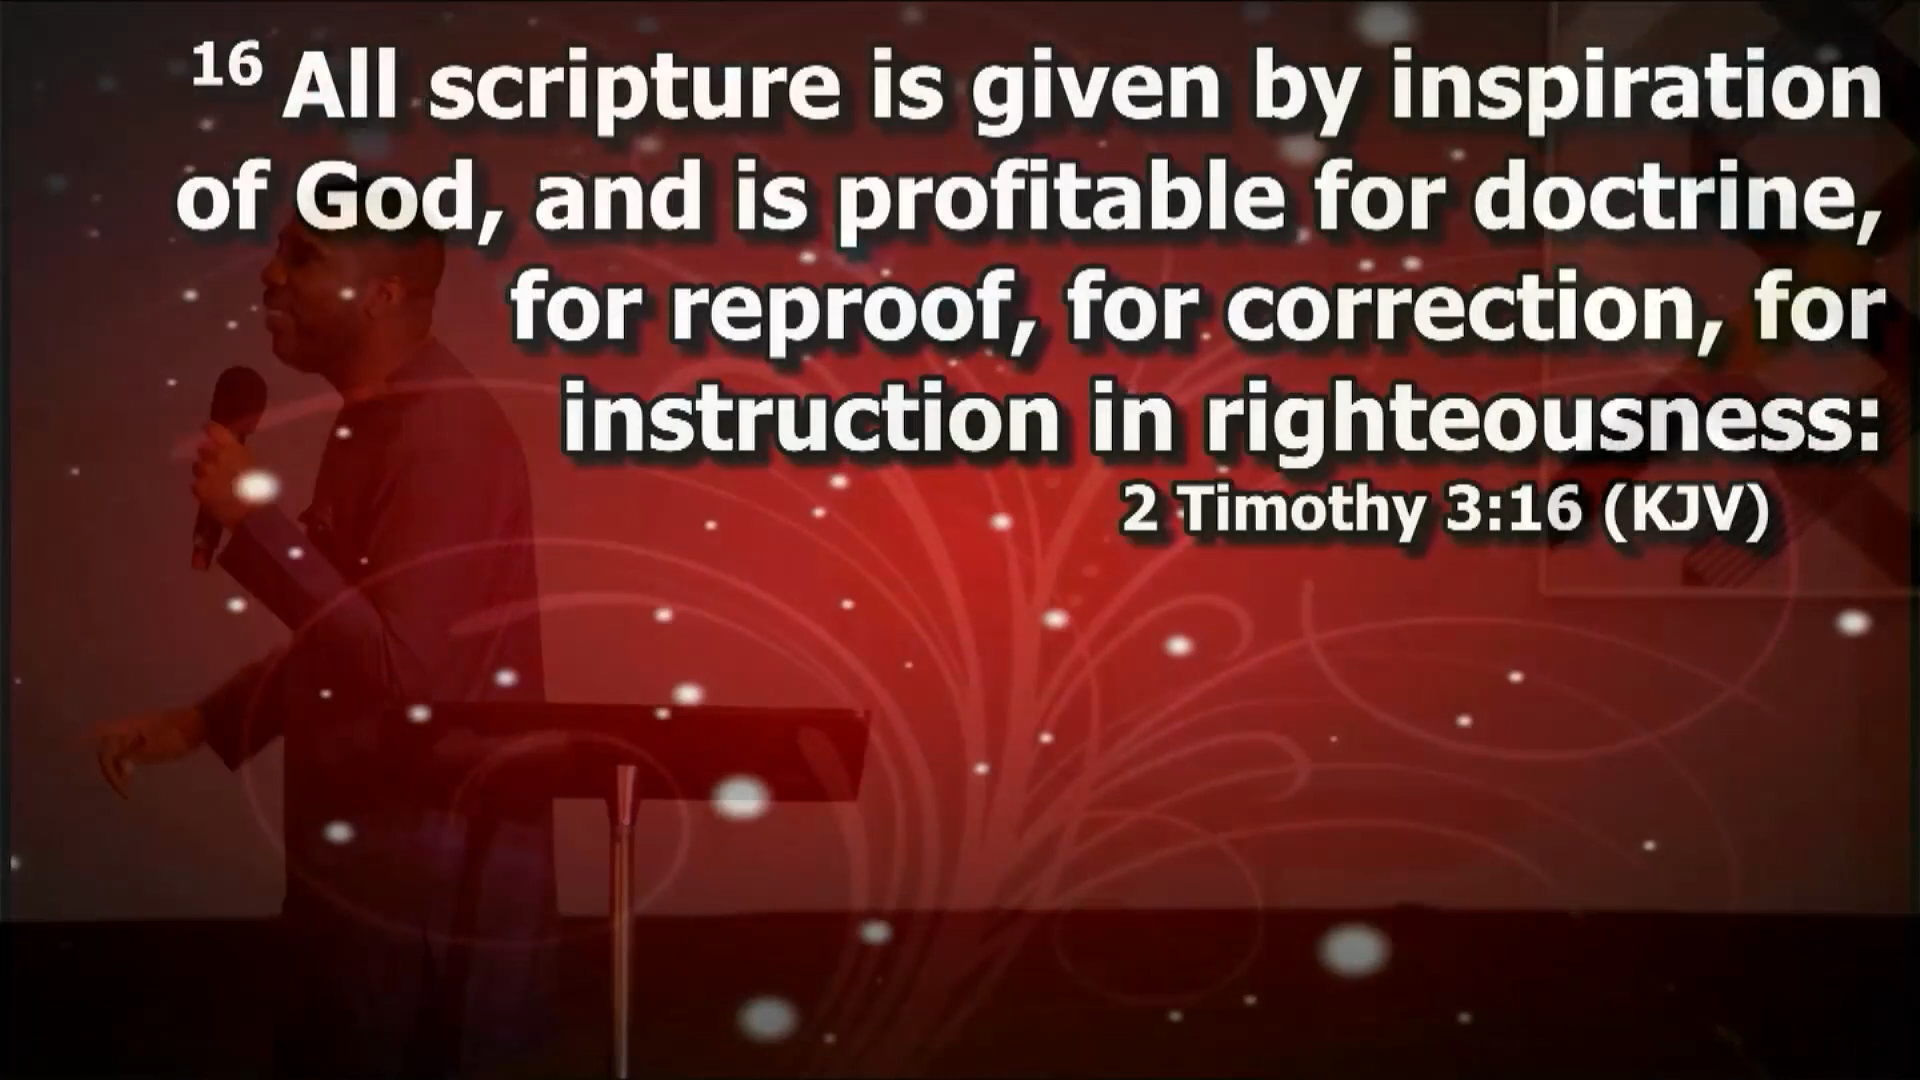 16 All scripture is given by inspiration
of God, and is profitable for doctrine,
for reproof, for correction, for
instruction in righteousness:
2 Timothy 3:16 (KJV)